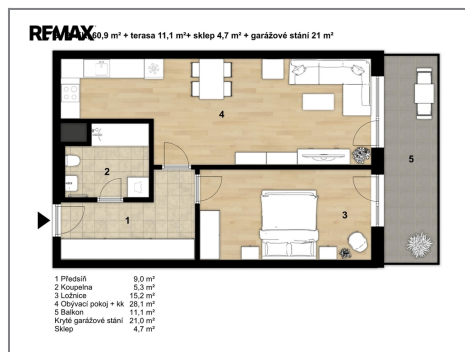 RE/MAX 60,9 m² + terasa 11,1 m²+ sklep 4,7 m² + garážové stání 21 m²
4
2
5
1
3
1 Předsíň 9,0 m²
2 Koupelna 5,3 m²
3 Ložnice 15,2 m²
4 Obývací pokoj + kk 28,1 m²
5 Balkon 11,1 m²
Kryté garážové stání 21,0 m²
Sklep 4,7 m²